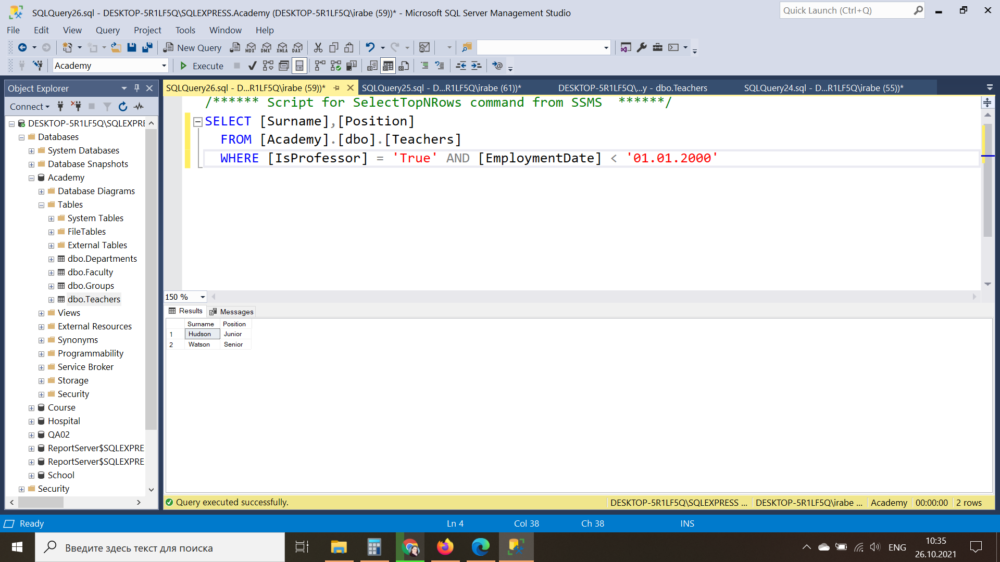 SQLQuery26.sql - DESKTOP-5R1LF5Q\SQLEXPRESS.Academy (DESKTOP-5R1LF5Q\irabe (59))* - Microsoft SQL Server Management Studio
Quick Launch (Ctrl+Q)
File Edit View Query Project Tools Window Help
New Query MDX DMX XMLA DAX
Academy Execute
Object Explorer
SQLQuery26.sql - D...R1LF5Q\irabe (59))* SQLQuery25.sql - D...R1LF5Q\irabe (61))* DESKTOP-5R1LF5Q\...y - dbo.Teachers SQLQuery24.sql - D...R1LF5Q\irabe (55))*
Connect
DESKTOP-5R1LF5Q\SQLEXPRE
Databases
System Databases
Database Snapshots
Academy
Database Diagrams
Tables
System Tables
FileTables
External Tables
dbo.Departments
dbo.Faculty
dbo.Groups
dbo.Teachers
Views
External Resources
Synonyms
Programmability
Service Broker
Storage
Security
Course
Hospital
QA02
ReportServer$SQLEXPRE
ReportServer$SQLEXPRE
School
Security
/****** Script for SelectTopNRows command from SSMS  ******/
SELECT [Surname],[Position]
FROM [Academy].[dbo].[Teachers]
WHERE [IsProfessor] = 'True' AND [EmploymentDate] < '01.01.2000'
150 %
Results Messages
Surname Position
1 Hudson Junior
2 Watson Senior
Query executed successfully. DESKTOP-5R1LF5Q\SQLEXPRESS ... DESKTOP-5R1LF5Q\irabe ... Academy 00:00:00 2 rows
Ready Ln 4 Col 38 Ch 38 INS
Введите здесь текст для поиска
ENG
10:35
26.10.2021